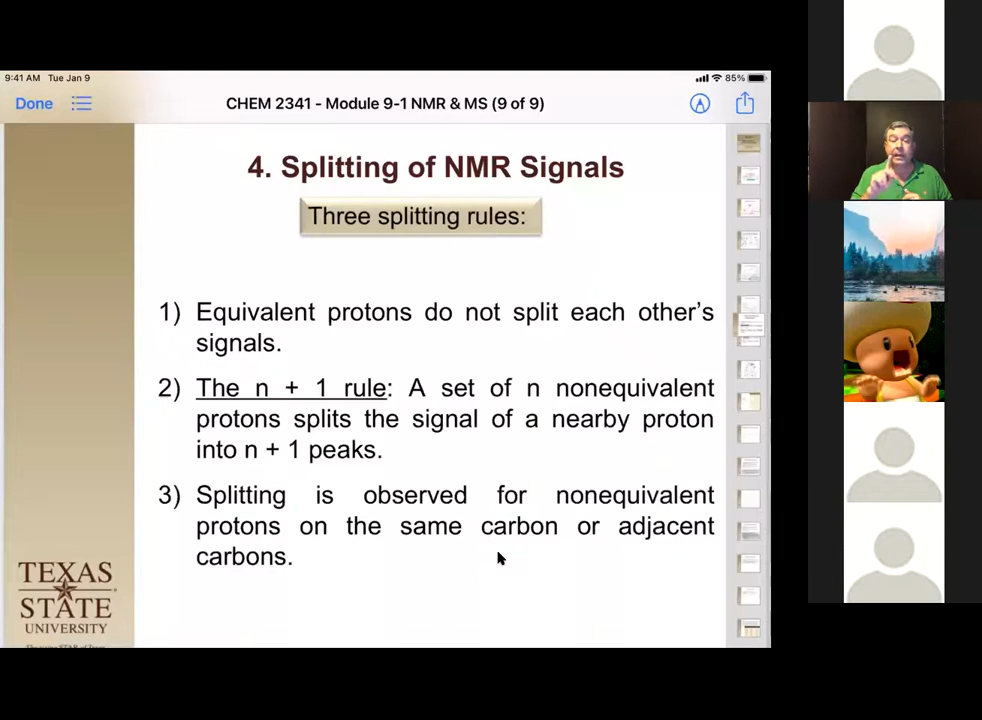 9:41 AM Tue Jan 9
85%
Done
CHEM 2341 - Module 9-1 NMR & MS (9 of 9)
4. Splitting of NMR Signals
Three splitting rules:
1) Equivalent protons do not split each other’s
signals.
2) The n + 1 rule: A set of n nonequivalent
protons splits the signal of a nearby proton
into n + 1 peaks.
3) Splitting is observed for nonequivalent
protons on the same carbon or adjacent
carbons.
TEXAS
STATE
UNIVERSITY